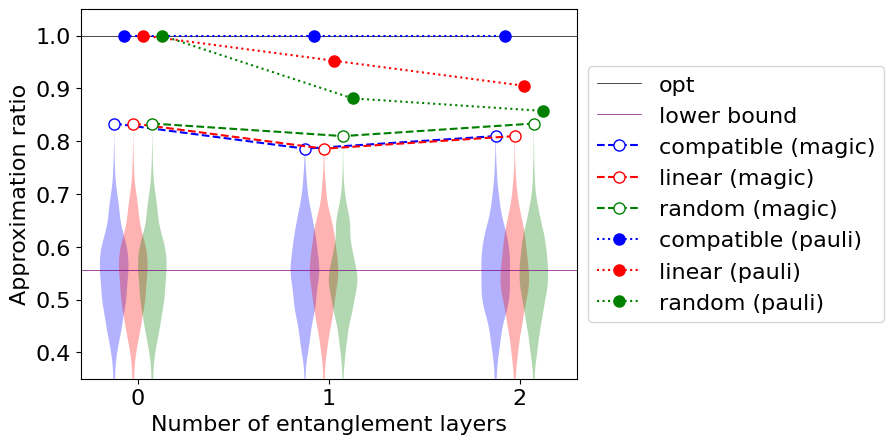 Approximation ratio
1.0
0.9
0.8
0.7
0.6
0.5
0.4
0
1
2
Number of entanglement layers
opt
lower bound
compatible (magic)
linear (magic)
random (magic)
compatible (pauli)
linear (pauli)
random (pauli)